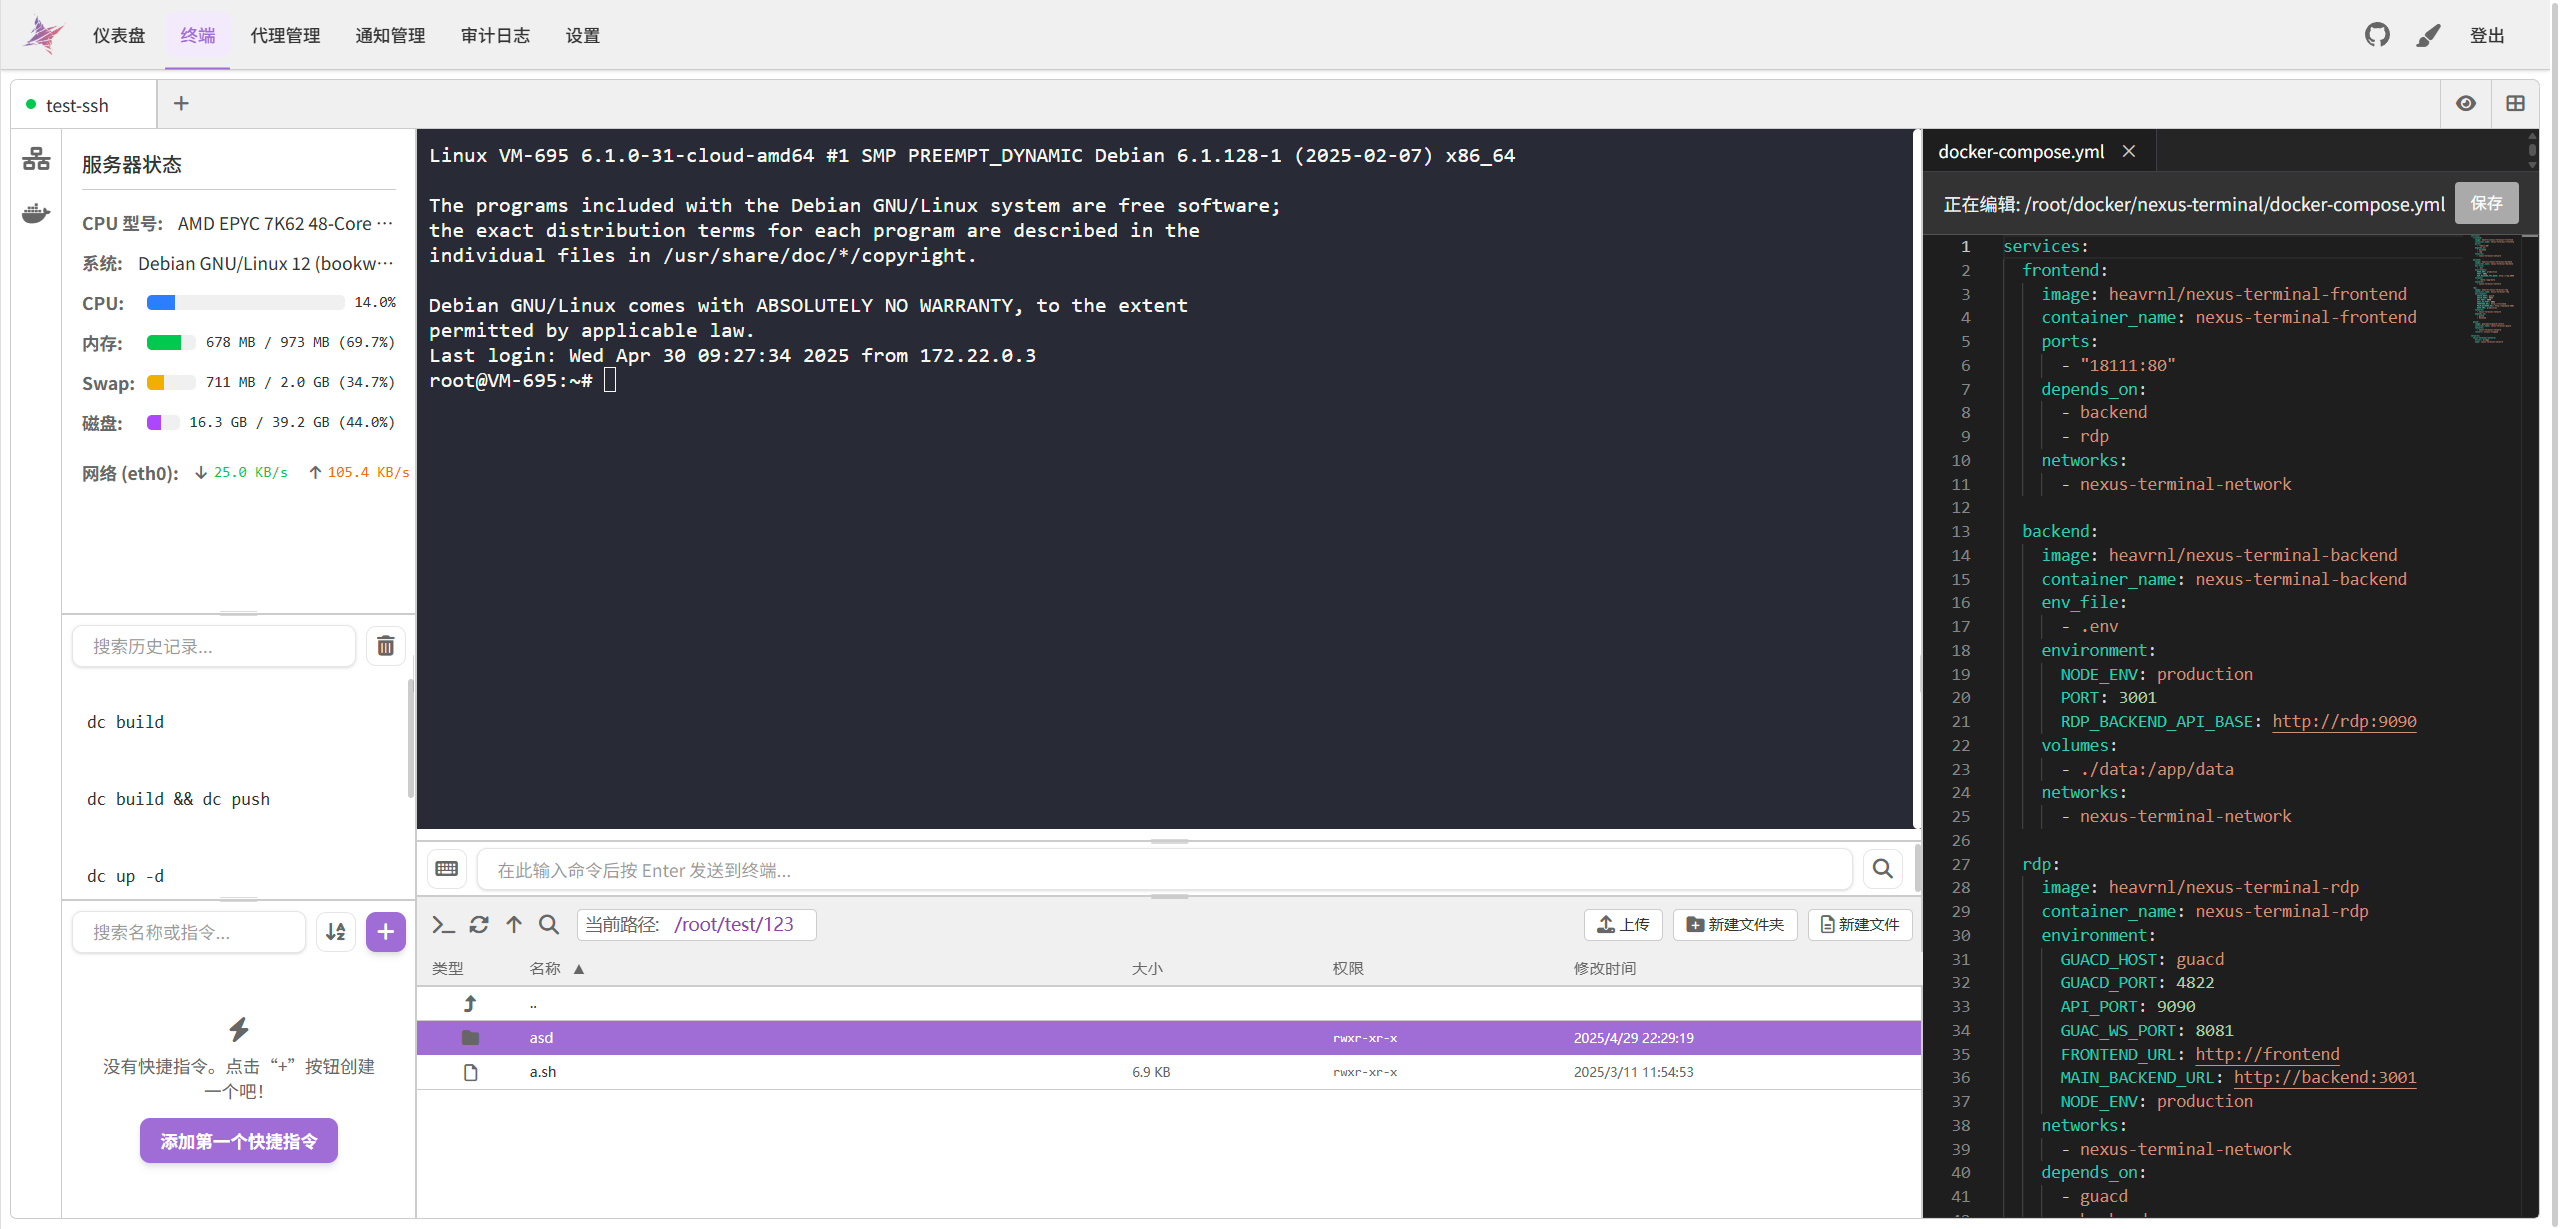 仪表盘 终端 代理管理 通知管理 审计日志 设置 登出
test-ssh +
服务器状态
CPU 型号: AMD EPYC 7K62 48-Core ···
系统: Debian GNU/Linux 12 (bookw···
CPU: 14.0%
内存: 678 MB / 973 MB (69.7%)
Swap: 711 MB / 2.0 GB (34.7%)
磁盘: 16.3 GB / 39.2 GB (44.0%)
网络 (eth0): ↓ 25.0 KB/s ↑ 105.4 KB/s
搜索历史记录...
dc build
dc build && dc push
dc up -d
搜索名称或指令...
没有快捷指令。点击“+”按钮创建
一个吧！
添加第一个快捷指令
Linux VM-695 6.1.0-31-cloud-amd64 #1 SMP PREEMPT_DYNAMIC Debian 6.1.128-1 (2025-02-07) x86_64
The programs included with the Debian GNU/Linux system are free software;
the exact distribution terms for each program are described in the
individual files in /usr/share/doc/*/copyright.
Debian GNU/Linux comes with ABSOLUTELY NO WARRANTY, to the extent
permitted by applicable law.
Last login: Wed Apr 30 09:27:34 2025 from 172.22.0.3
root@VM-695:~#
在此输入命令后按 Enter 发送到终端...
当前路径: /root/test/123 上传 新建文件夹 新建文件
类型 名称 ▲ 大小 权限 修改时间
..
asd rwxr-xr-x 2025/4/29 22:29:19
a.sh 6.9 KB rwxr-xr-x 2025/3/11 11:54:53
docker-compose.yml
正在编辑: /root/docker/nexus-terminal/docker-compose.yml 保存
1 services:
2 frontend:
3 image: heavrnl/nexus-terminal-frontend
4 container_name: nexus-terminal-frontend
5 ports:
6 - "18111:80"
7 depends_on:
8 - backend
9 - rdp
10 networks:
11 - nexus-terminal-network
12
13 backend:
14 image: heavrnl/nexus-terminal-backend
15 container_name: nexus-terminal-backend
16 env_file:
17 - .env
18 environment:
19 NODE_ENV: production
20 PORT: 3001
21 RDP_BACKEND_API_BASE: http://rdp:9090
22 volumes:
23 - ./data:/app/data
24 networks:
25 - nexus-terminal-network
26
27 rdp:
28 image: heavrnl/nexus-terminal-rdp
29 container_name: nexus-terminal-rdp
30 environment:
31 GUACD_HOST: guacd
32 GUACD_PORT: 4822
33 API_PORT: 9090
34 GUAC_WS_PORT: 8081
35 FRONTEND_URL: http://frontend
36 MAIN_BACKEND_URL: http://backend:3001
37 NODE_ENV: production
38 networks:
39 - nexus-terminal-network
40 depends_on:
41 - guacd